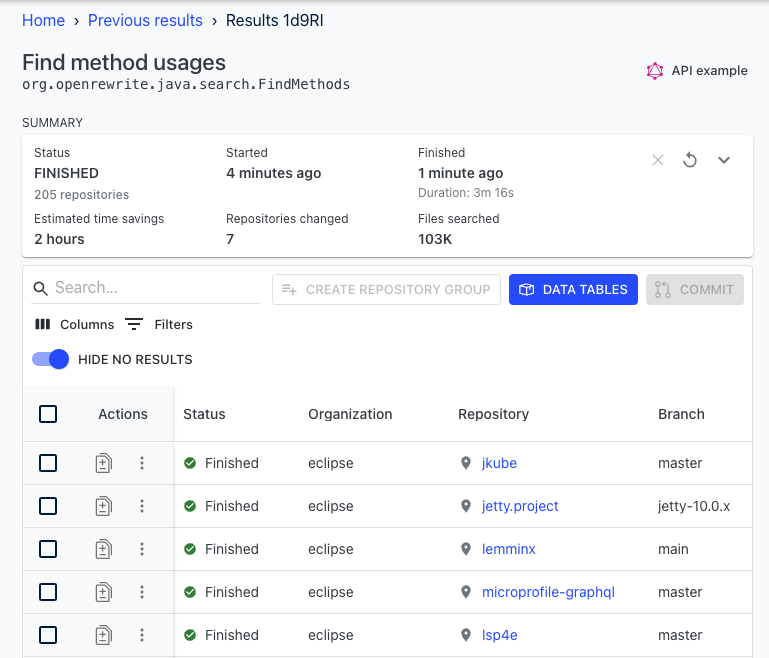 Home › Previous results › Results 1d9RI
Find method usages
org.openrewrite.java.search.FindMethods
API example
SUMMARY
Status Started Finished
FINISHED 4 minutes ago 1 minute ago
205 repositories Duration: 3m 16s
Estimated time savings Repositories changed Files searched
2 hours 7 103K
Search... CREATE REPOSITORY GROUP DATA TABLES COMMIT
Columns Filters
HIDE NO RESULTS
Actions Status Organization Repository Branch
Finished eclipse jkube master
Finished eclipse jetty.project jetty-10.0.x
Finished eclipse lemminx main
Finished eclipse microprofile-graphql master
Finished eclipse lsp4e master